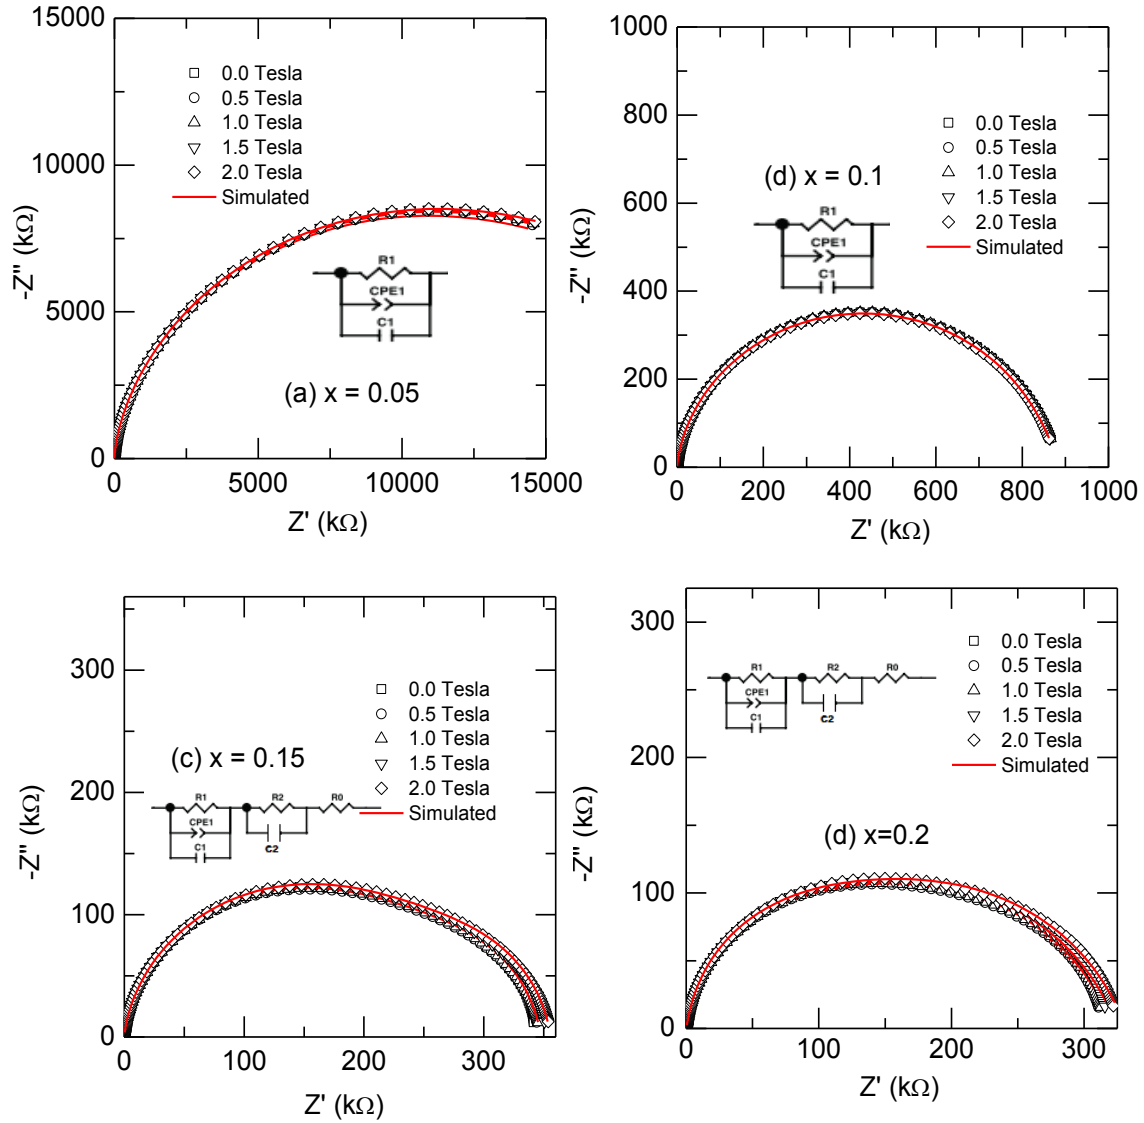 15000
10000
5000
0
-Z" (kΩ)
0.0 Tesla
0.5 Tesla
1.0 Tesla
1.5 Tesla
2.0 Tesla
Simulated
R1
CPE1
C1
(a) x = 0.05
0 5000 10000 15000
Z' (kΩ)
1000
800
600
400
200
0
-Z" (kΩ)
0.0 Tesla
0.5 Tesla
1.0 Tesla
1.5 Tesla
2.0 Tesla
Simulated
(d) x = 0.1
R1
CPE1
C1
0 200 400 600 800 1000
Z' (kΩ)
300
200
100
0
-Z" (kΩ)
0.0 Tesla
0.5 Tesla
1.0 Tesla
1.5 Tesla
2.0 Tesla
Simulated
(c) x = 0.15
R1 R2 R0
CPE1
C1 C2
0 100 200 300
Z' (kΩ)
300
200
100
0
-Z" (kΩ)
0.0 Tesla
0.5 Tesla
1.0 Tesla
1.5 Tesla
2.0 Tesla
Simulated
R1 R2 R0
CPE1
C1 C2
(d) x=0.2
0 100 200 300
Z' (kΩ)